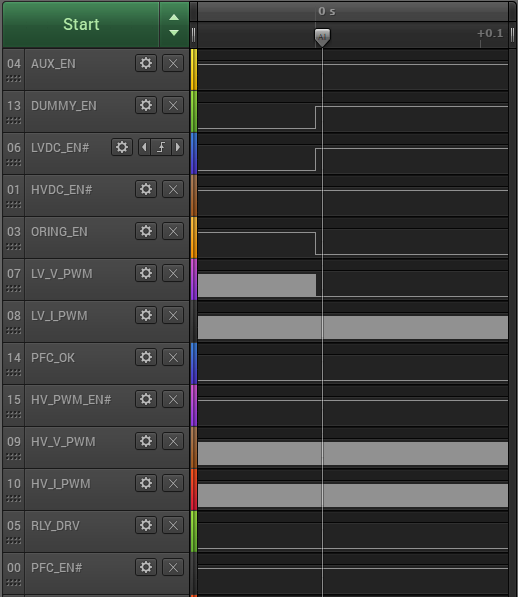 Start
0 s
+0.1
A1
04 AUX_EN
13 DUMMY_EN
06 LVDC_EN#
01 HVDC_EN#
03 ORING_EN
07 LV_V_PWM
08 LV_I_PWM
14 PFC_OK
15 HV_PWM_EN#
09 HV_V_PWM
10 HV_I_PWM
05 RLY_DRV
00 PFC_EN#